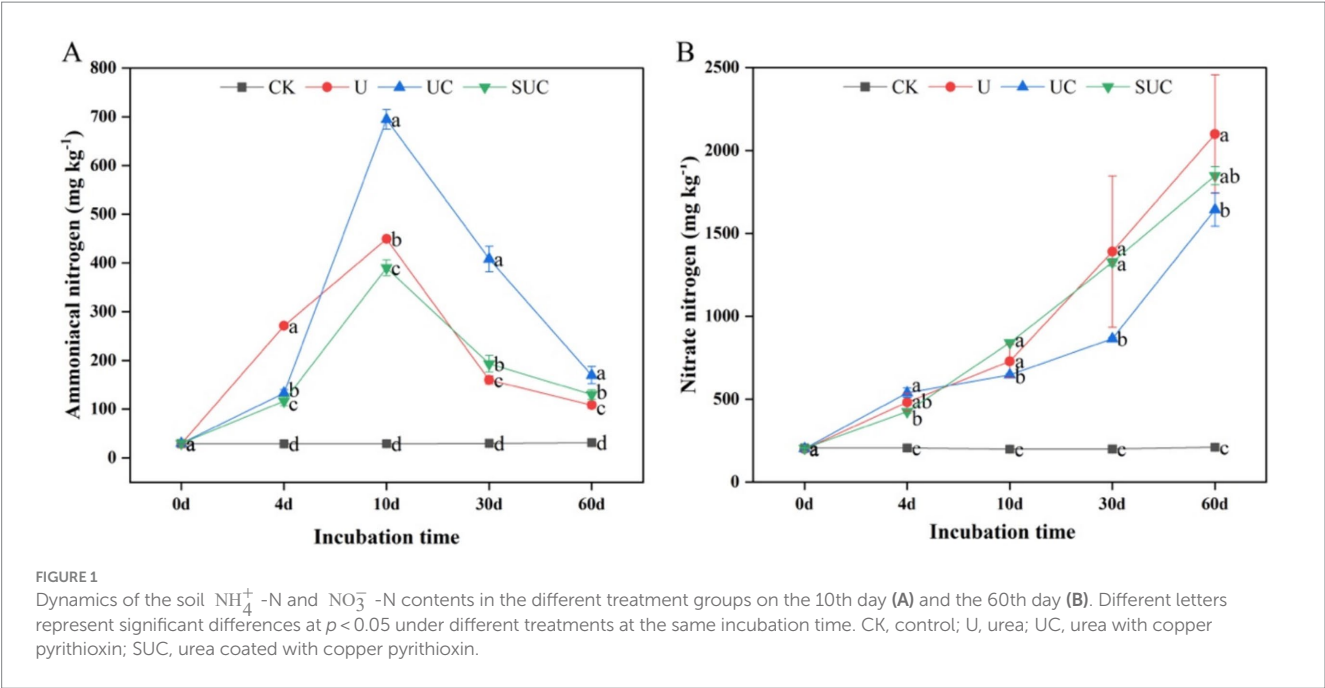 A
B
800
700
600
500
400
300
200
100
0
Ammoniacal nitrogen (mg kg⁻¹)
CK U UC SUC
a
a
b
c
a
b
c
d
a
b
c
d
a
b
c
d
d
0d 4d 10d 30d 60d
Incubation time
2500
2000
1500
1000
500
0
Nitrate nitrogen (mg kg⁻¹)
CK U UC SUC
a
a
ab
b
c
a
a
b
c
a
a
b
c
a
ab
b
c
0d 4d 10d 30d 60d
Incubation time
FIGURE 1
Dynamics of the soil NH₄⁺ -N and NO₃⁻ -N contents in the different treatment groups on the 10th day (A) and the 60th day (B). Different letters
represent significant differences at p < 0.05 under different treatments at the same incubation time. CK, control; U, urea; UC, urea with copper
pyrithioxin; SUC, urea coated with copper pyrithioxin.